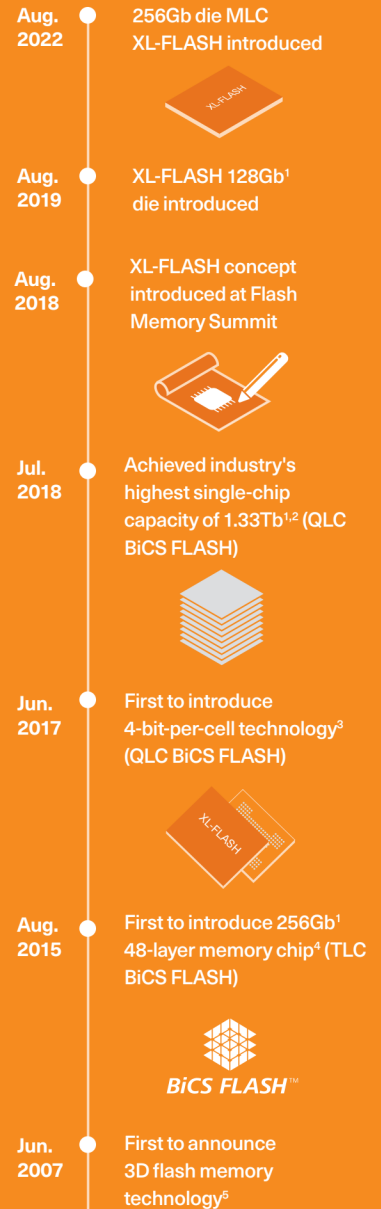 Aug.
2022
256Gb die MLC
XL-FLASH introduced
XL-FLASH
Aug.
2019
XL-FLASH 128Gb¹
die introduced
Aug.
2018
XL-FLASH concept
introduced at Flash
Memory Summit
Jul.
2018
Achieved industry's
highest single-chip
capacity of 1.33Tb¹,² (QLC
BiCS FLASH)
Jun.
2017
First to introduce
4-bit-per-cell technology³
(QLC BiCS FLASH)
XL-FLASH
Aug.
2015
First to introduce 256Gb¹
48-layer memory chip⁴ (TLC
BiCS FLASH)
BiCS FLASH™
Jun.
2007
First to announce
3D flash memory
technology⁵